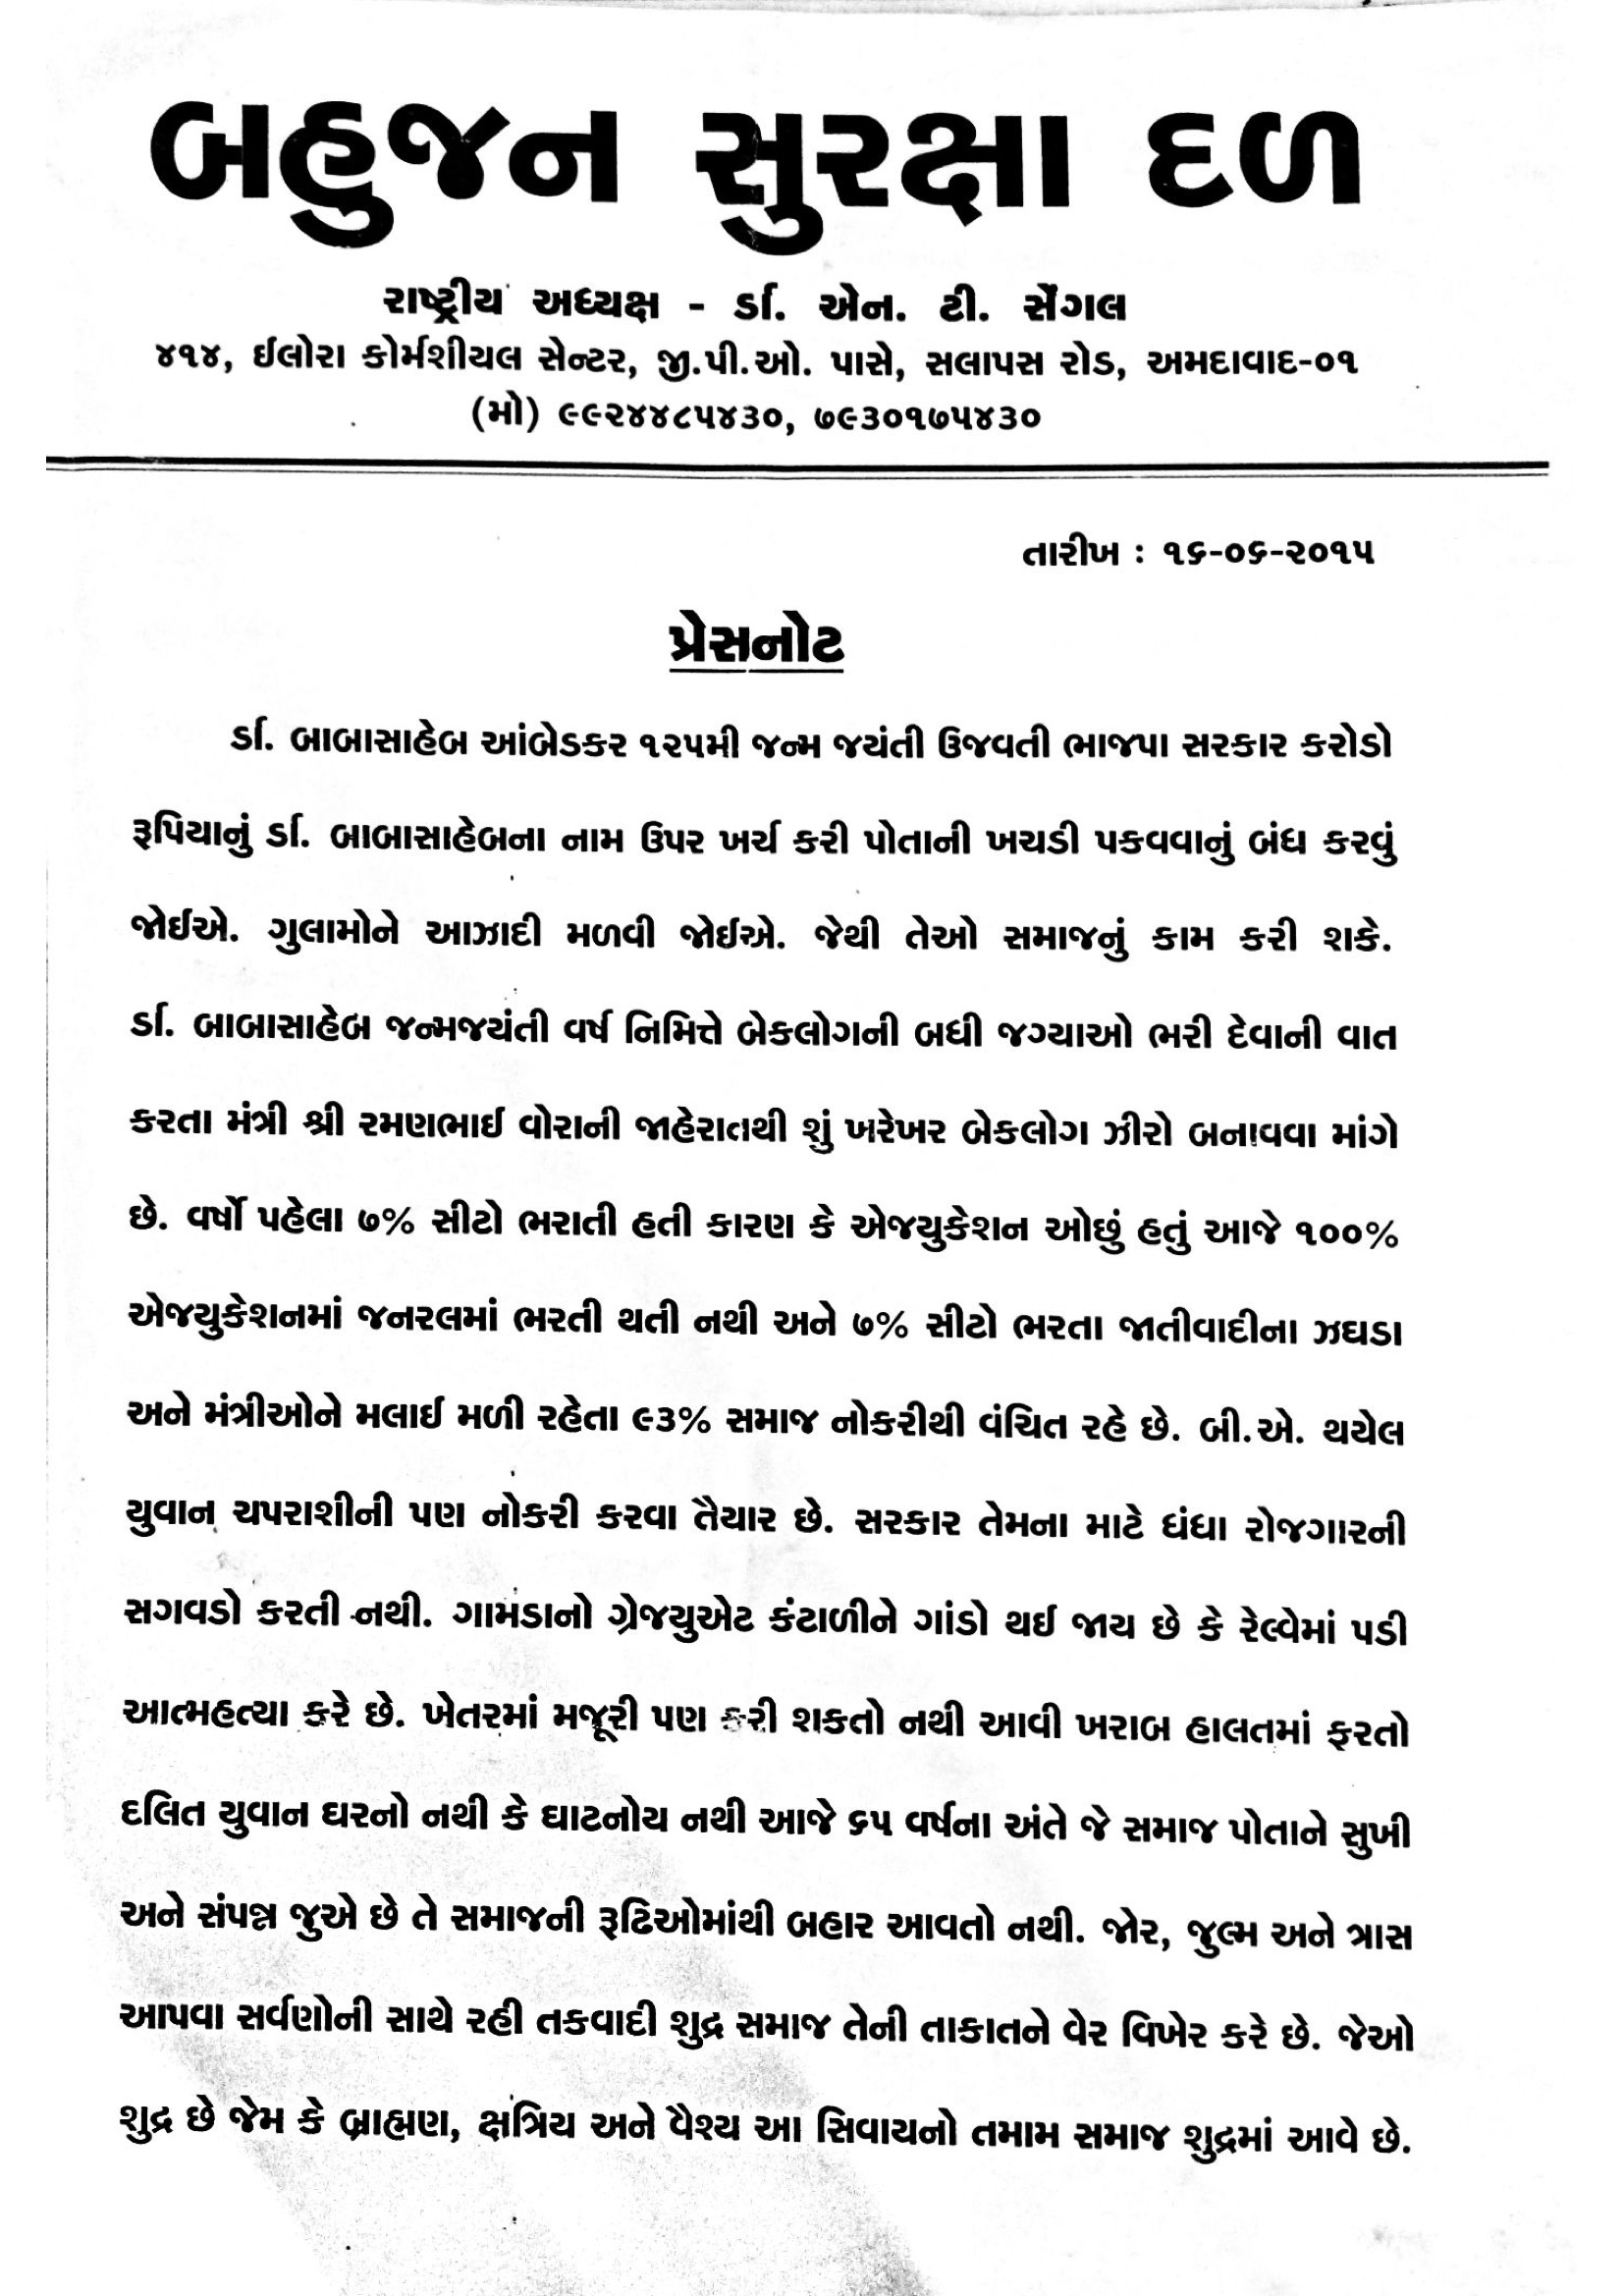 બહુજન સુરક્ષા દળ
રાષ્ટ્રીય અધ્યક્ષ - ર્ડા. એન. ટી. સેંગલ
૪૧૪, ઈલોરા કોર્મશીયલ સેન્ટર, જી.પી.ઓ. પાસે, સલાપસ રોડ, અમદાવાદ-૦૧
(મો) ૯૯૨૪૪૮૫૪૩૦, ૭૯૩૦૧૭૫૪૩૦
તારીખ : ૧૬-૦૬-૨૦૧૫
પ્રેસનોટ
ર્ડા. બાબાસાહેબ આંબેડકર ૧૨૫મી જન્મ જયંતી ઉજવતી ભાજપા સરકાર કરોડો
રૂપિયાનું ર્ડા. બાબાસાહેબના નામ ઉપર ખર્ચ કરી પોતાની ખચડી પકવવાનું બંધ કરવું
જોઈએ. ગુલામોને આઝાદી મળવી જોઈએ. જેથી તેઓ સમાજનું કામ કરી શકે.
ર્ડા. બાબાસાહેબ જન્મજયંતી વર્ષ નિમિત્તે બેકલોગની બધી જગ્યાઓ ભરી દેવાની વાત
કરતા મંત્રી શ્રી રમણભાઈ વોરાની જાહેરાતથી શું ખરેખર બેકલોગ ઝીરો બનાવવા માંગે
છે. વર્ષો પહેલા ૭% સીટો ભરાતી હતી કારણ કે એજયુકેશન ઓછું હતું આજે ૧૦૦%
એજયુકેશનમાં જનરલમાં ભરતી થતી નથી અને ૭% સીટો ભરતા જાતીવાદીના ઝઘડા
અને મંત્રીઓને મલાઈ મળી રહેતા ૯૩% સમાજ નોકરીથી વંચિત રહે છે. બી.એ. થયેલ
યુવાન ચપરાશીની પણ નોકરી કરવા તૈયાર છે. સરકાર તેમના માટે ધંધા રોજગારની
સગવડો કરતી નથી. ગામડાનો ગ્રેજયુએટ કંટાળીને ગાંડો થઈ જાય છે કે રેલ્વેમાં પડી
આત્મહત્યા કરે છે. ખેતરમાં મજૂરી પણ કરી શકતો નથી આવી ખરાબ હાલતમાં ફરતો
દલિત યુવાન ઘરનો નથી કે ઘાટનોય નથી આજે ૬૫ વર્ષના અંતે જે સમાજ પોતાને સુખી
અને સંપન્ન જુએ છે તે સમાજની રૂઢિઓમાંથી બહાર આવતો નથી. જોર, જુલ્મ અને ત્રાસ
આપવા સર્વણોની સાથે રહી તકવાદી શુદ્ર સમાજ તેની તાકાતને વેર વિખેર કરે છે. જેઓ
શુદ્ર છે જેમ કે બ્રાહ્મણ, ક્ષત્રિય અને વૈશ્ય આ સિવાયનો તમામ સમાજ શુદ્રમાં આવે છે.